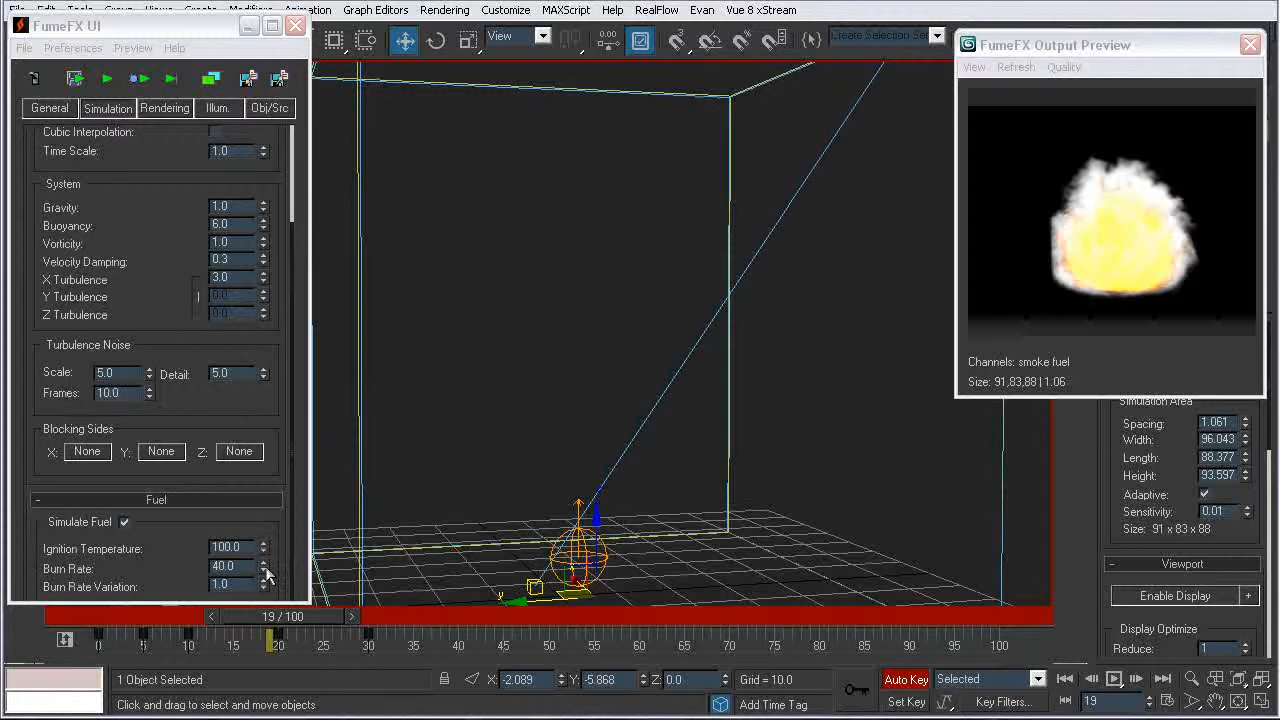 Edit Tools Group Views Create Modifiers Animation Graph Editors Rendering Customize MAXScript Help RealFlow Evan Vue 8 xStream
FumeFX UI
File Preferences Preview Help
General Simulation Rendering Illum. Obj/Src
Cubic Interpolation:
Time Scale: 1.0
System
Gravity: 1.0
Buoyancy: 6.0
Vorticity: 1.0
Velocity Damping: 0.3
X Turbulence 3.0
Y Turbulence 0.0
Z Turbulence 0.0
Turbulence Noise
Scale: 5.0 Detail: 5.0
Frames: 10.0
Blocking Sides
X: None Y: None Z: None
- Fuel
Simulate Fuel
Ignition Temperature: 100.0
Burn Rate: 40.0
Burn Rate Variation: 1.0
View
0.00
Create Selection Set
FumeFX Output Preview
View Refresh Quality
Channels: smoke fuel
Size: 91,83,88 | 1.06
Simulation Area
Spacing: 1.061
Width: 96.043
Length: 88.377
Height: 93.597
Adaptive:
Sensitivity: 0.01
Size: 91 x 83 x 88
- Viewport
Enable Display +
Display Optimize
Reduce: 1
y
< 19 / 100 >
0 5 10 15 20 25 30 35 40 45 50 55 60 65 70 75 80 85 90 95 100
1 Object Selected X: -2.089 Y: -5.868 Z: 0.0 Grid = 10.0 Auto Key Selected
Click and drag to select and move objects Add Time Tag Set Key Key Filters... 19